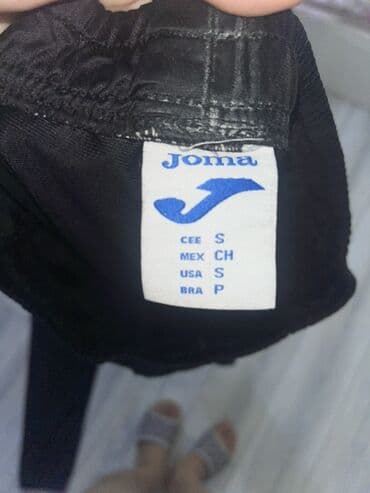 Joma
CEE S
MEX CH
USA S
BRA P